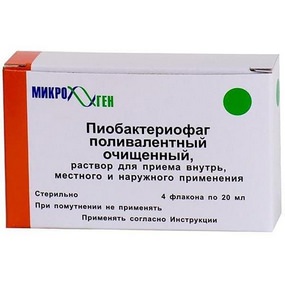 МИКРОГЕН
Пиобактериофаг
поливалентный
очищенный,
раствор для приема внутрь,
местного и наружного применения
Стерильно 4 флакона по 20 мл
При помутнении не применять
Применять согласно Инструкции